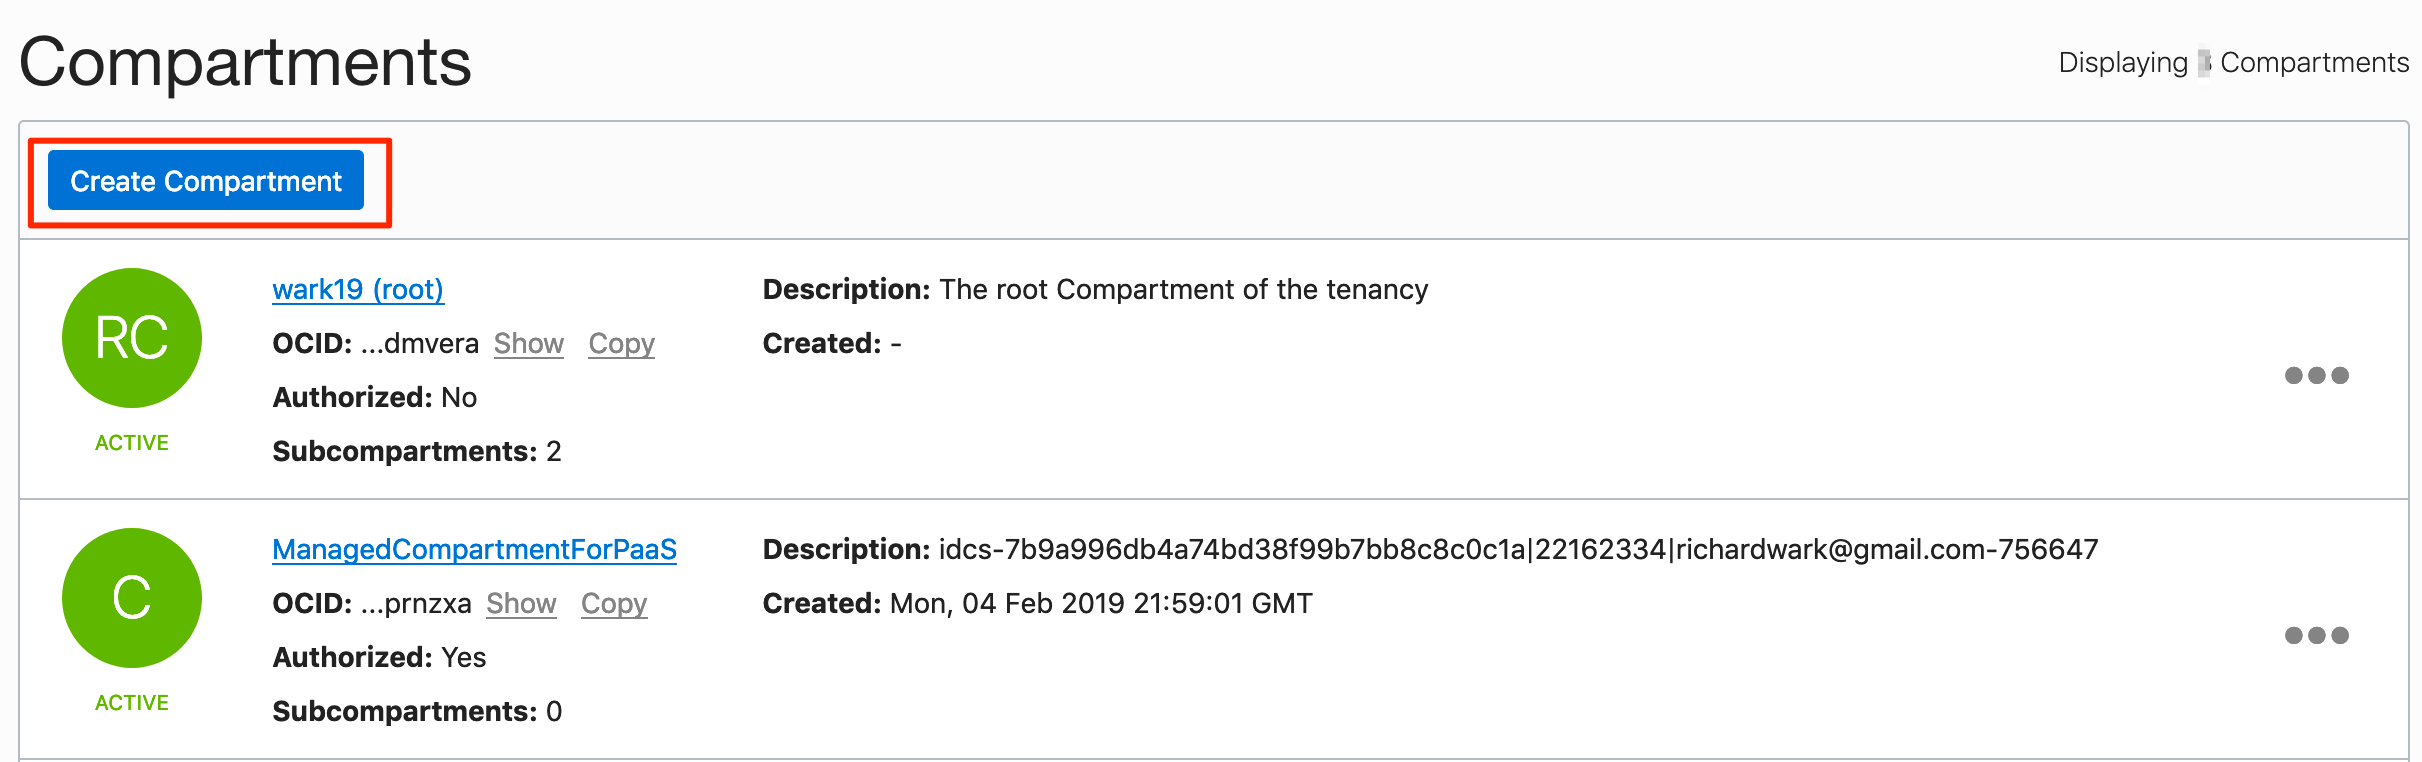 Compartments
Displaying Compartments
Create Compartment
RC
ACTIVE
wark19 (root)
OCID: ...dmvera Show Copy
Authorized: No
Subcompartments: 2
Description: The root Compartment of the tenancy
Created: -
C
ACTIVE
ManagedCompartmentForPaaS
OCID: ...prnzxa Show Copy
Authorized: Yes
Subcompartments: 0
Description: idcs-7b9a996db4a74bd38f99b7bb8c8c0c1a|22162334|richardwark@gmail.com-756647
Created: Mon, 04 Feb 2019 21:59:01 GMT